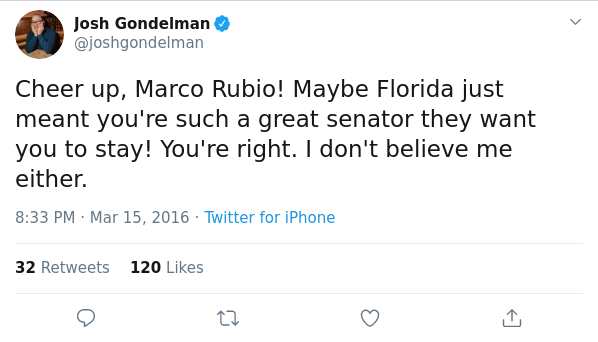 Josh Gondelman
@joshgondelman
Cheer up, Marco Rubio! Maybe Florida just
meant you're such a great senator they want
you to stay! You're right. I don't believe me
either.
8:33 PM · Mar 15, 2016 · Twitter for iPhone
32 Retweets 120 Likes